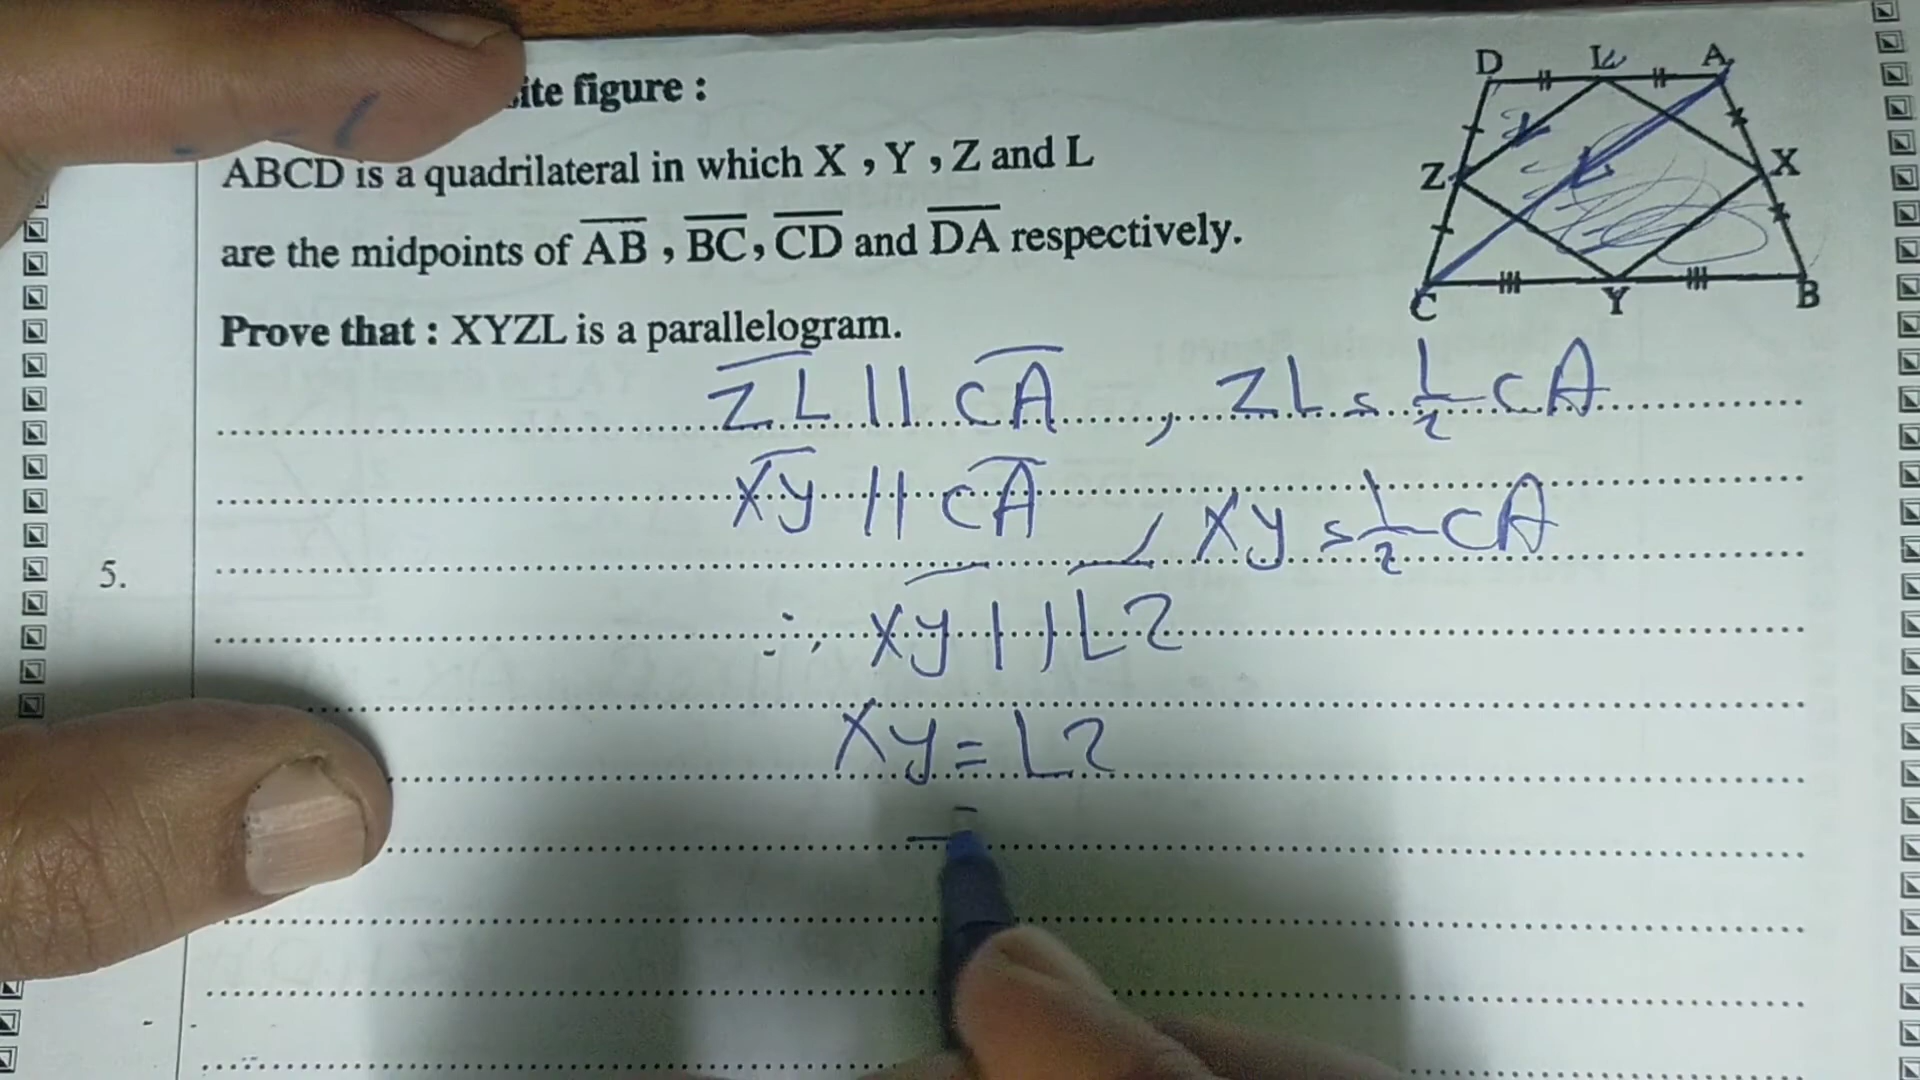 ite figure :
ABCD is a quadrilateral in which X , Y , Z and L
are the midpoints of AB , BC , CD and DA respectively.
Prove that : XYZL is a parallelogram.
D L A
Z X
C Y B
ZL || CA , ZL = 1/2 CA
XY || CA , XY = 1/2 CA
5.
∴ XY || LZ
XY = LZ